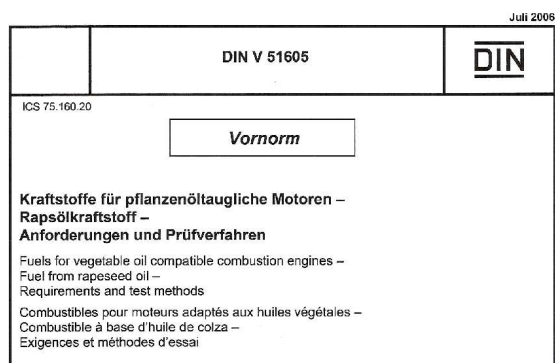 Juli 2006
DIN V 51605
DIN
ICS 75.160.20
Vornorm
Kraftstoffe für pflanzenöltaugliche Motoren –
Rapsölkraftstoff –
Anforderungen und Prüfverfahren
Fuels for vegetable oil compatible combustion engines –
Fuel from rapeseed oil –
Requirements and test methods
Combustibles pour moteurs adaptés aux huiles végétales –
Combustible à base d'huile de colza –
Exigences et méthodes d'essai